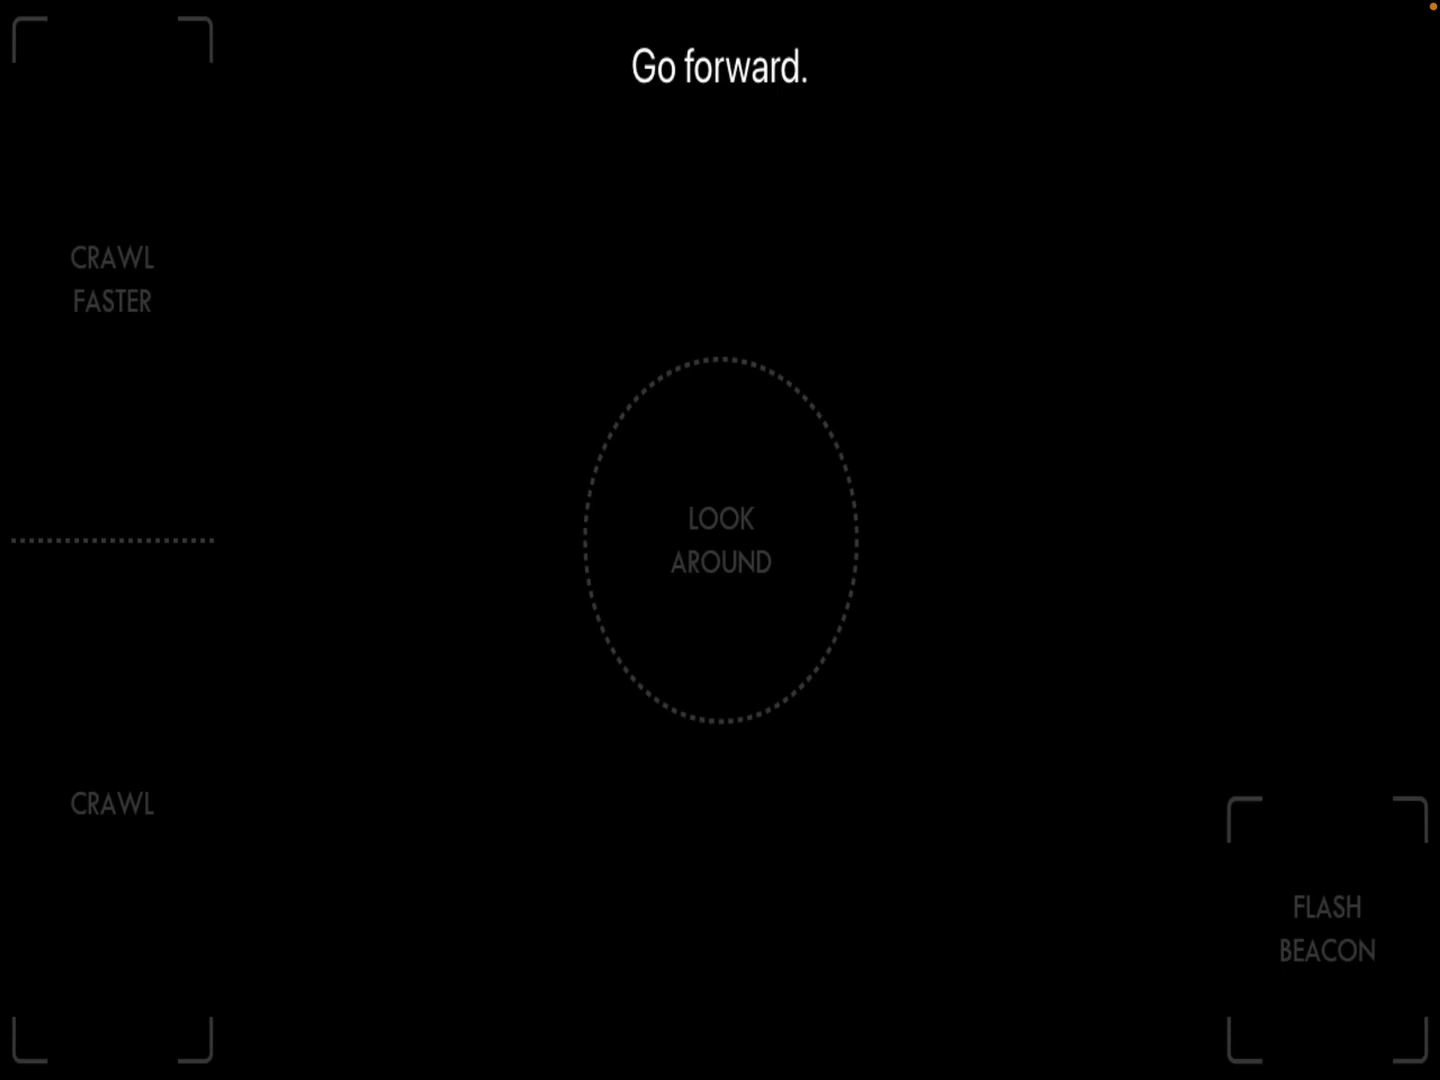 Go forward.
CRAWL
FASTER
LOOK
AROUND
CRAWL
FLASH
BEACON